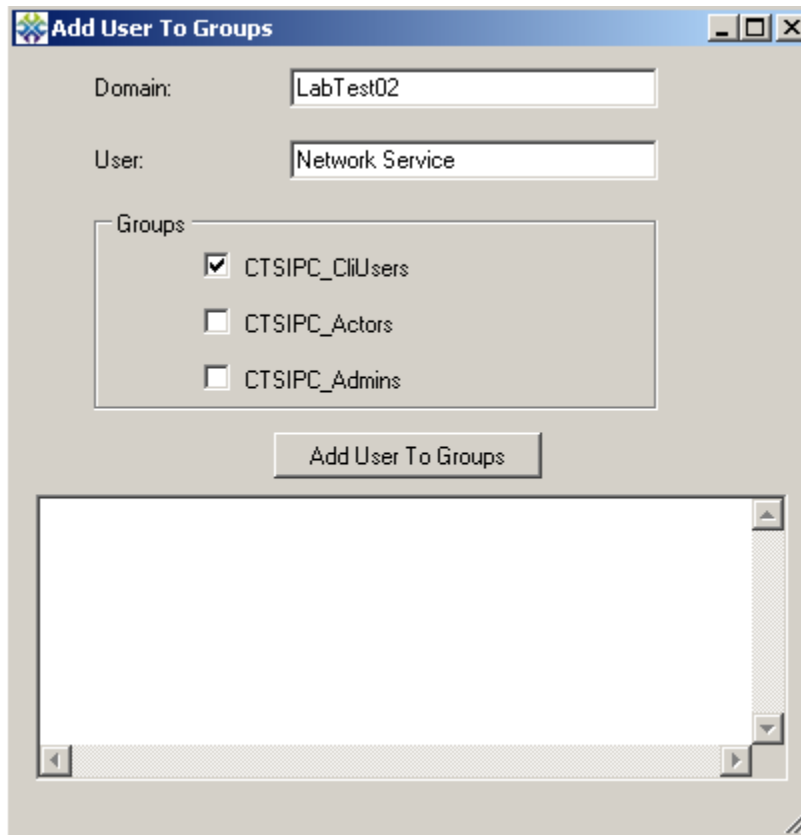 Add User To Groups
Domain: LabTest02
User: Network Service
Groups
CTSIPC_CliUsers
CTSIPC_Actors
CTSIPC_Admins
Add User To Groups